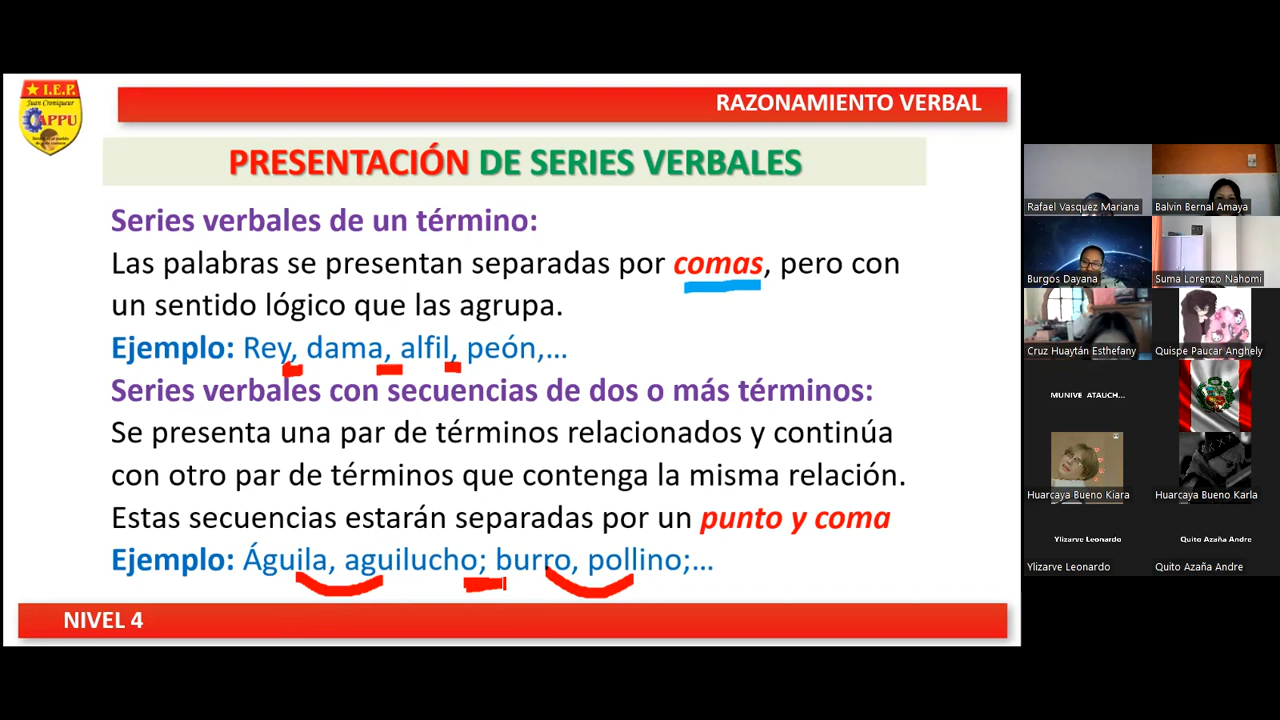 I.E.P.
Juan Croniqueur
APPU
RAZONAMIENTO VERBAL
PRESENTACIÓN DE SERIES VERBALES
Series verbales de un término:
Las palabras se presentan separadas por comas, pero con
un sentido lógico que las agrupa.
Ejemplo: Rey, dama, alfil, peón,...
Series verbales con secuencias de dos o más términos:
Se presenta una par de términos relacionados y continúa
con otro par de términos que contenga la misma relación.
Estas secuencias estarán separadas por un punto y coma
Ejemplo: Águila, aguilucho; burro, pollino;...
NIVEL 4
Rafael Vasquez Mariana
Balvin Bernal Amaya
Burgos Dayana
Suma Lorenzo Nahomi
Cruz Huaytán Esthefany
Quispe Paucar Anghely
MUNIVE ATAUCH...
Huarcaya Bueno Kiara
Huarcaya Bueno Karla
Ylizarve Leonardo
Quito Azaña Andre
Ylizarve Leonardo
Quito Azaña Andre